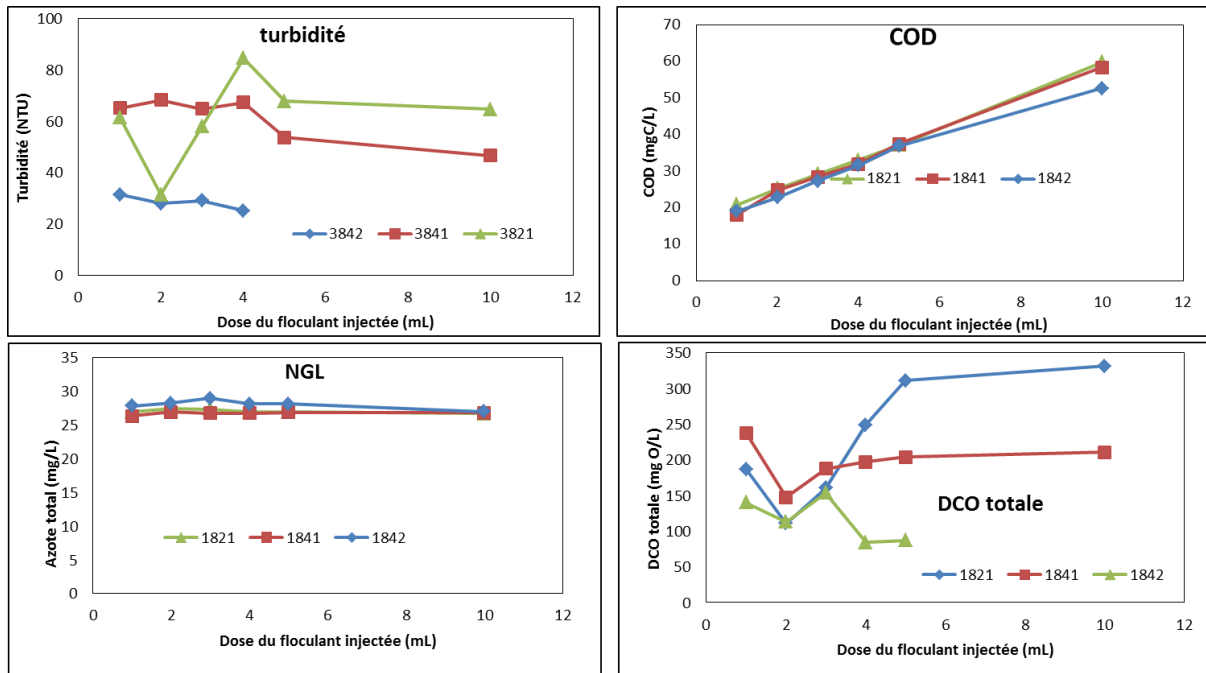 turbidité
100
80
60
40
20
0
Turbidité (NTU)
3842 3841 3821
0 2 4 6 8 10 12
Dose du floculant injectée (mL)
COD
70
60
50
40
30
20
10
0
COD (mgC/L)
1821 1841 1842
0 2 4 6 8 10 12
Dose du floculant injectée (mL)
NGL
35
30
25
20
15
10
5
0
Azote total (mg/L)
1821 1841 1842
0 2 4 6 8 10 12
Dose du floculant injectée (mL)
350
300
250
200
150
100
50
0
DCO totale (mg O/L)
DCO totale
1821 1841 1842
0 2 4 6 8 10 12
Dose du floculant injectée (mL)